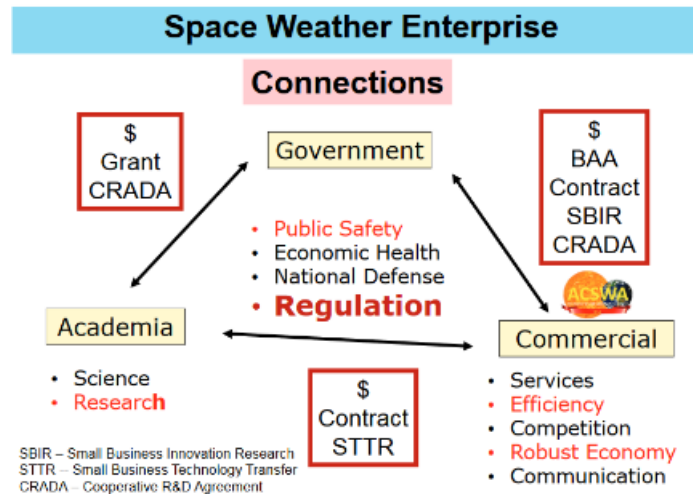 Space Weather Enterprise
Connections
$
Grant
CRADA
Government
$
BAA
Contract
SBIR
CRADA
• Public Safety
• Economic Health
• National Defense
• Regulation
ACSWA
Academia
Commercial
• Science
• Research
$
Contract
STTR
• Services
• Efficiency
• Competition
• Robust Economy
• Communication
SBIR – Small Business Innovation Research
STTR – Small Business Technology Transfer
CRADA – Cooperative R&D Agreement